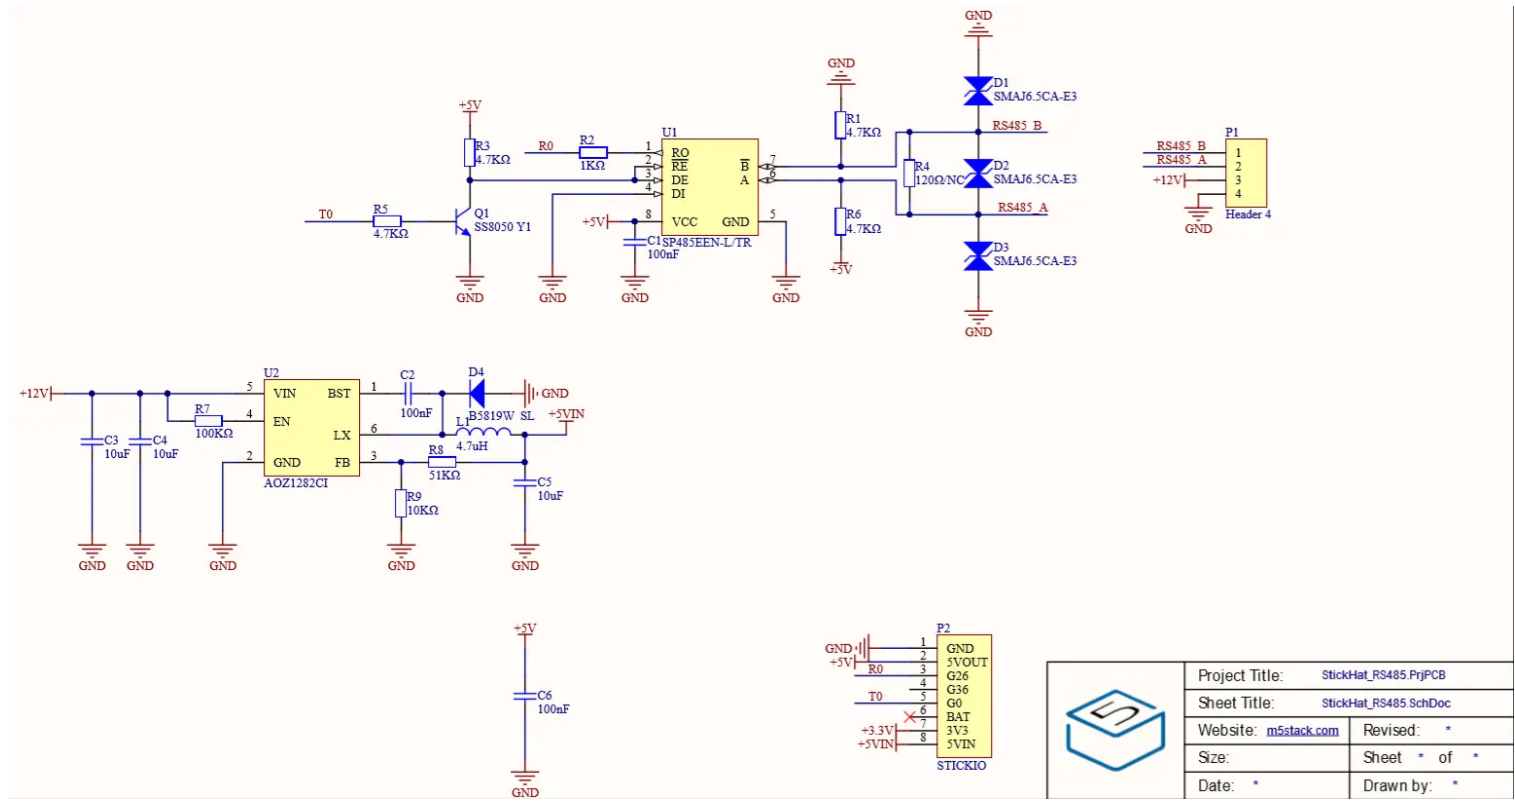 GND
D1
SMAJ6.5CA-E3
GND
R1
4.7KΩ
RS485_B
+5V
R3
4.7KΩ
R0
R2
1KΩ
U1
1
RO
2
RE
3
DE
4
DI
8
VCC
7
B
6
A
5
GND
SP485EEN-L/TR
R4
120Ω/NC
D2
SMAJ6.5CA-E3
RS485_A
T0
R5
4.7KΩ
Q1
SS8050 Y1
+5V
C1
100nF
R6
4.7KΩ
+5V
D3
SMAJ6.5CA-E3
GND
GND
GND
GND
GND
P1
RS485_B
1
RS485_A
2
+12V
3
4
Header 4
GND
+12V
U2
5
VIN
4
EN
2
GND
BST
1
LX
6
FB
3
AOZ1282CI
R7
100KΩ
C3
10uF
C4
10uF
C2
100nF
D4
B5819W SL
GND
+5VIN
L1
4.7uH
R8
51KΩ
R9
10KΩ
C5
10uF
GND
GND
GND
GND
GND
+5V
C6
100nF
GND
P2
GND
1
GND
+5V
2
5VOUT
R0
3
G26
4
G36
T0
5
G0
6
BAT
+3.3V
7
3V3
+5VIN
8
5VIN
STICKIO
5
Project Title: StickHat_RS485.PrjPCB
Sheet Title: StickHat_RS485.SchDoc
Website: m5stack.com Revised: *
Size: Sheet * of *
Date: * Drawn by: *